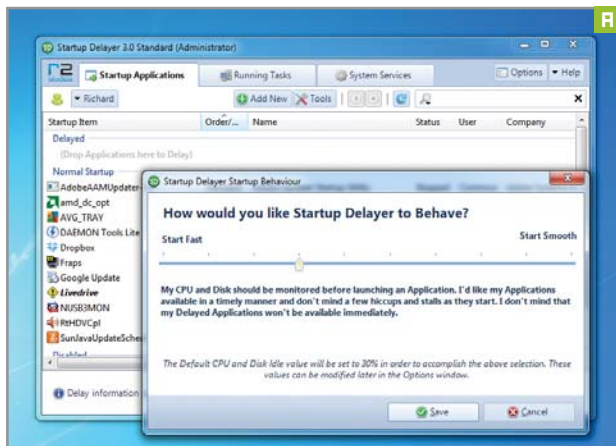 A
Startup Delayer 3.0 Standard (Administrator)
r2
Startup Applications
Running Tasks
System Services
Options
Help
Richard
Add New
Tools
Startup Item
Order/...
Name
Status
User
Company
Delayed
(Drop Applications here to Delay)
Normal Startup
AdobeAAMUpdater-
amd_dc_opt
AVG_TRAY
DAEMON Tools Lite
Dropbox
Fraps
Google Update
Livedrive
NUSB3MON
RtHDVCpl
SunJavaUpdateSched
Disabled
Delay information
Startup Delayer Startup Behaviour
How would you like Startup Delayer to Behave?
Start Fast
Start Smooth
My CPU and Disk should be monitored before launching an Application. I'd like my Applications
available in a timely manner and don't mind a few hiccups and stalls as they start. I don't mind that
my Delayed Applications won't be available immediately.
The Default CPU and Disk Idle value will be set to 30% in order to accomplish the above selection. These
values can be modified later in the Options window.
Save
Cancel